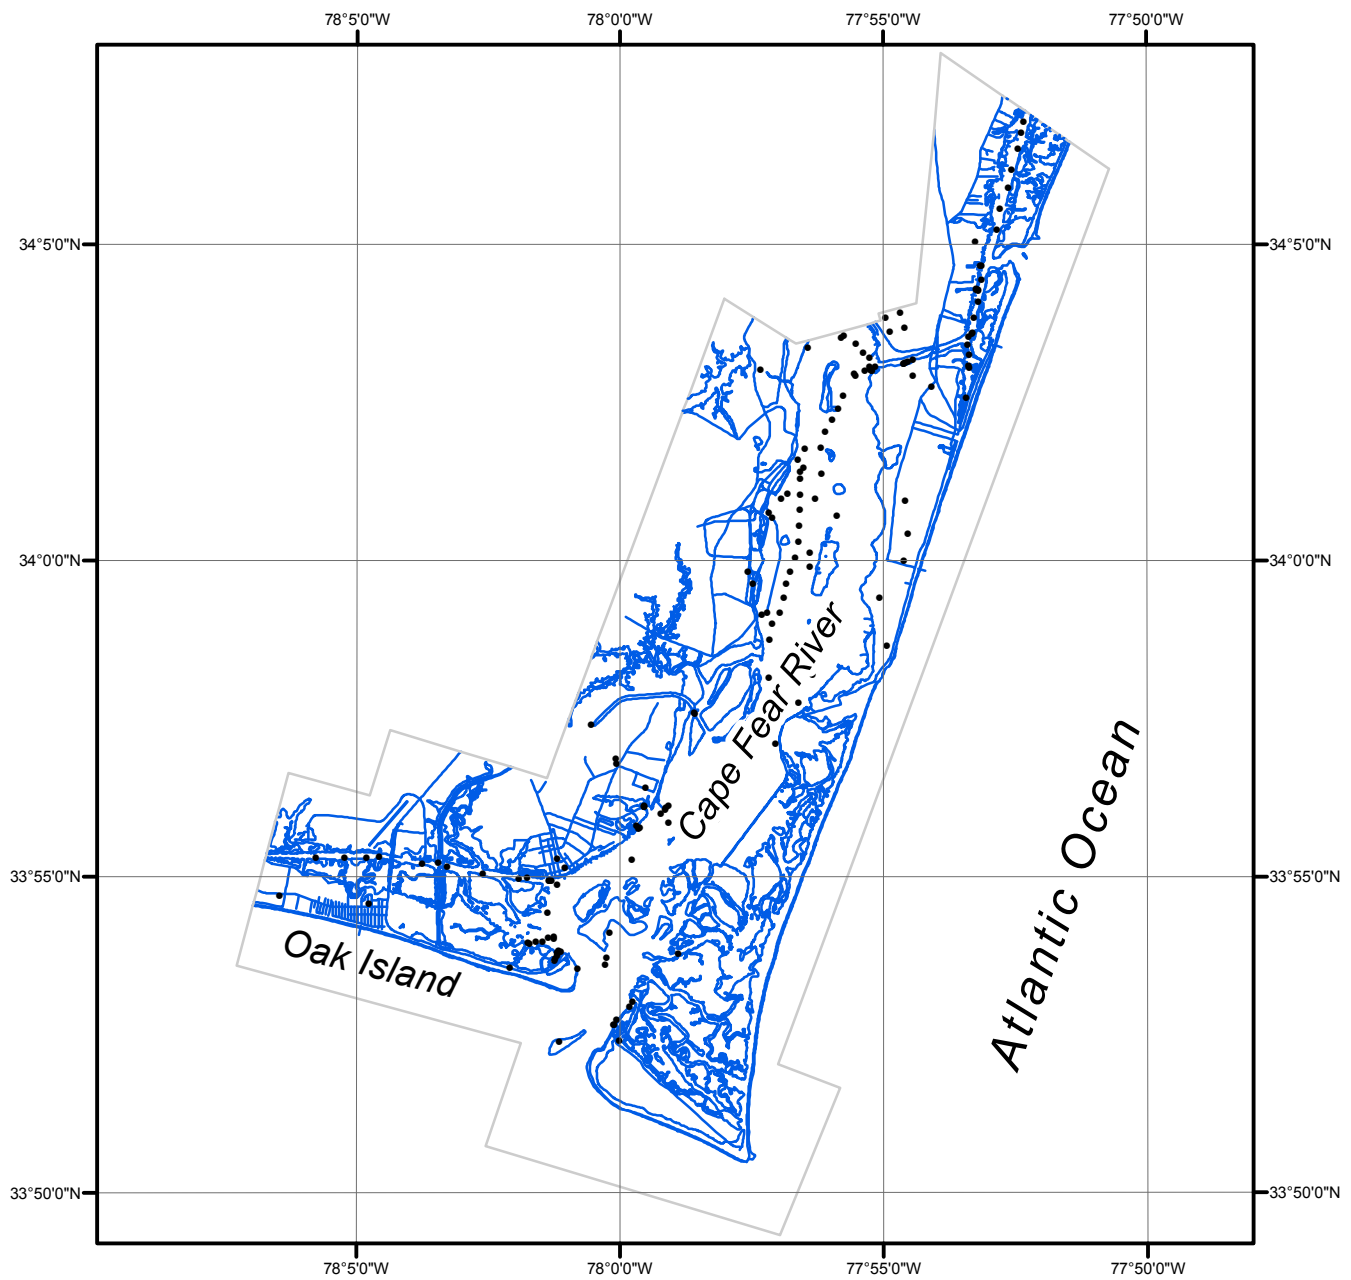 78°5'0"W 78°0'0"W 77°55'0"W 77°50'0"W
34°5'0"N 34°5'0"N
34°0'0"N 34°0'0"N
Cape Fear River
Atlantic Ocean
33°55'0"N 33°55'0"N
Oak Island
33°50'0"N 33°50'0"N
78°5'0"W 78°0'0"W 77°55'0"W 77°50'0"W